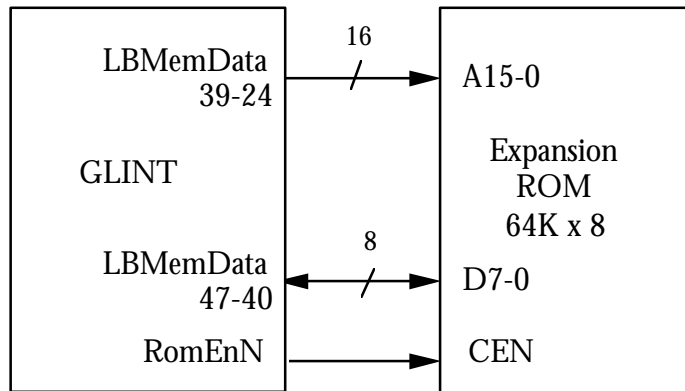 16
LBMemData
39-24
A15-0
GLINT
Expansion
ROM
64K x 8
8
LBMemData
47-40
D7-0
RomEnN
CEN